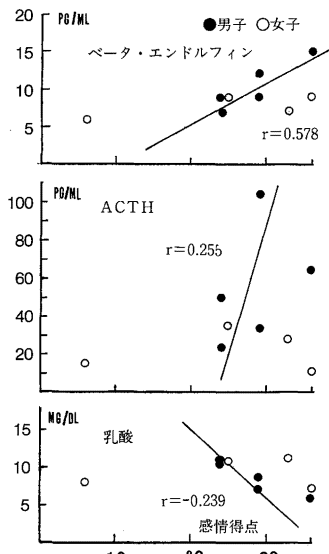 PG/ML
●男子 ○女子
ベータ・エンドルフィン
20
15
10
5
r=0.578
PG/ML
ACTH
100
80
60
40
20
r=0.255
MG/DL
乳酸
15
10
5
r=-0.239
感情得点